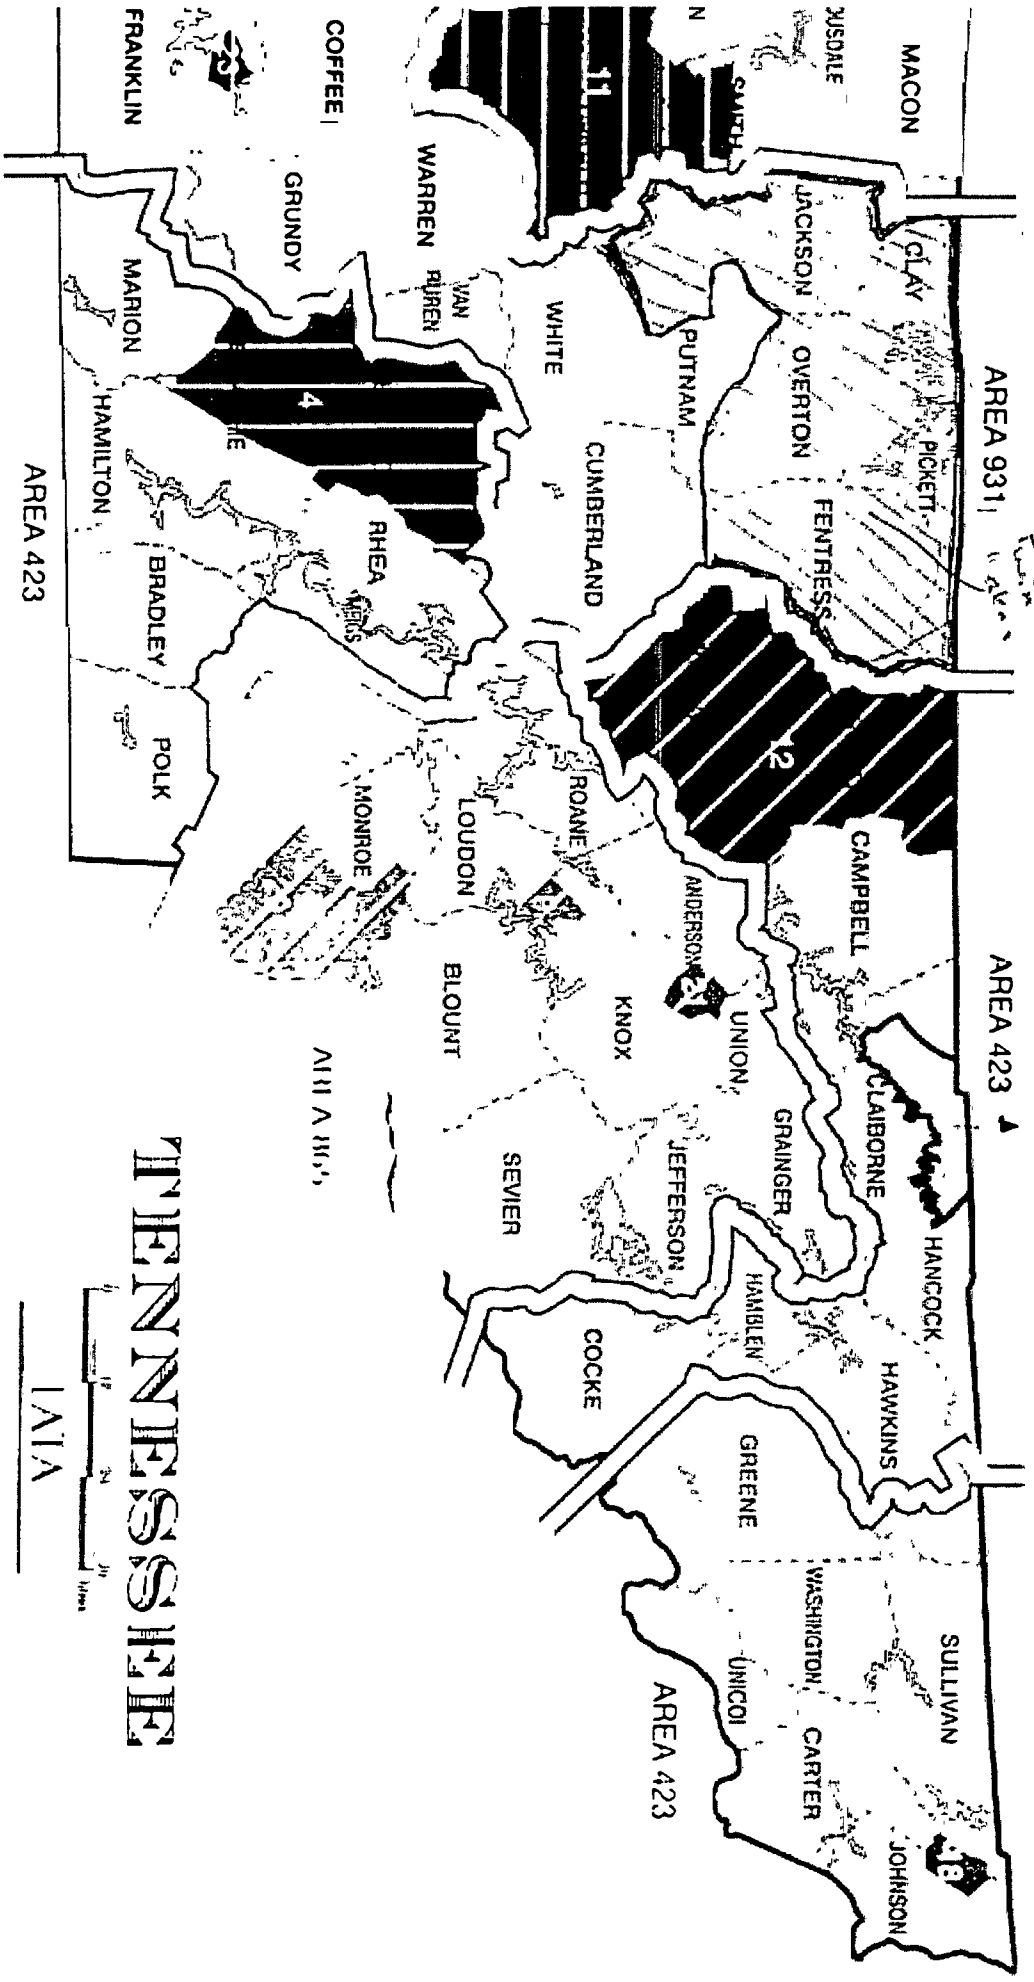 AREA 931
AREA 423
MACON
CLAY
PICKETT
CAMPBELL
CLAIBORNE
HANCOCK
HAWKINS
SULLIVAN
JOHNSON
18
JACKSON
OVERTON
FENTRESS
12
UNION
GRAINGER
HAMBLEN
GREENE
WASHINGTON
CARTER
UNICOI
AREA 423
SMITH
PUTNAM
ANDERSON
JEFFERSON
COCKE
11
WHITE
CUMBERLAND
ROANE
KNOX
SEVIER
WARREN
VAN
BUREN
RHEA
MEIGS
LOUDON
BLOUNT
MONROE
COFFEE
GRUNDY
4
FRANKLIN
MARION
HAMILTON
BRADLEY
POLK
AREA 423
TENNESSEE
LATA